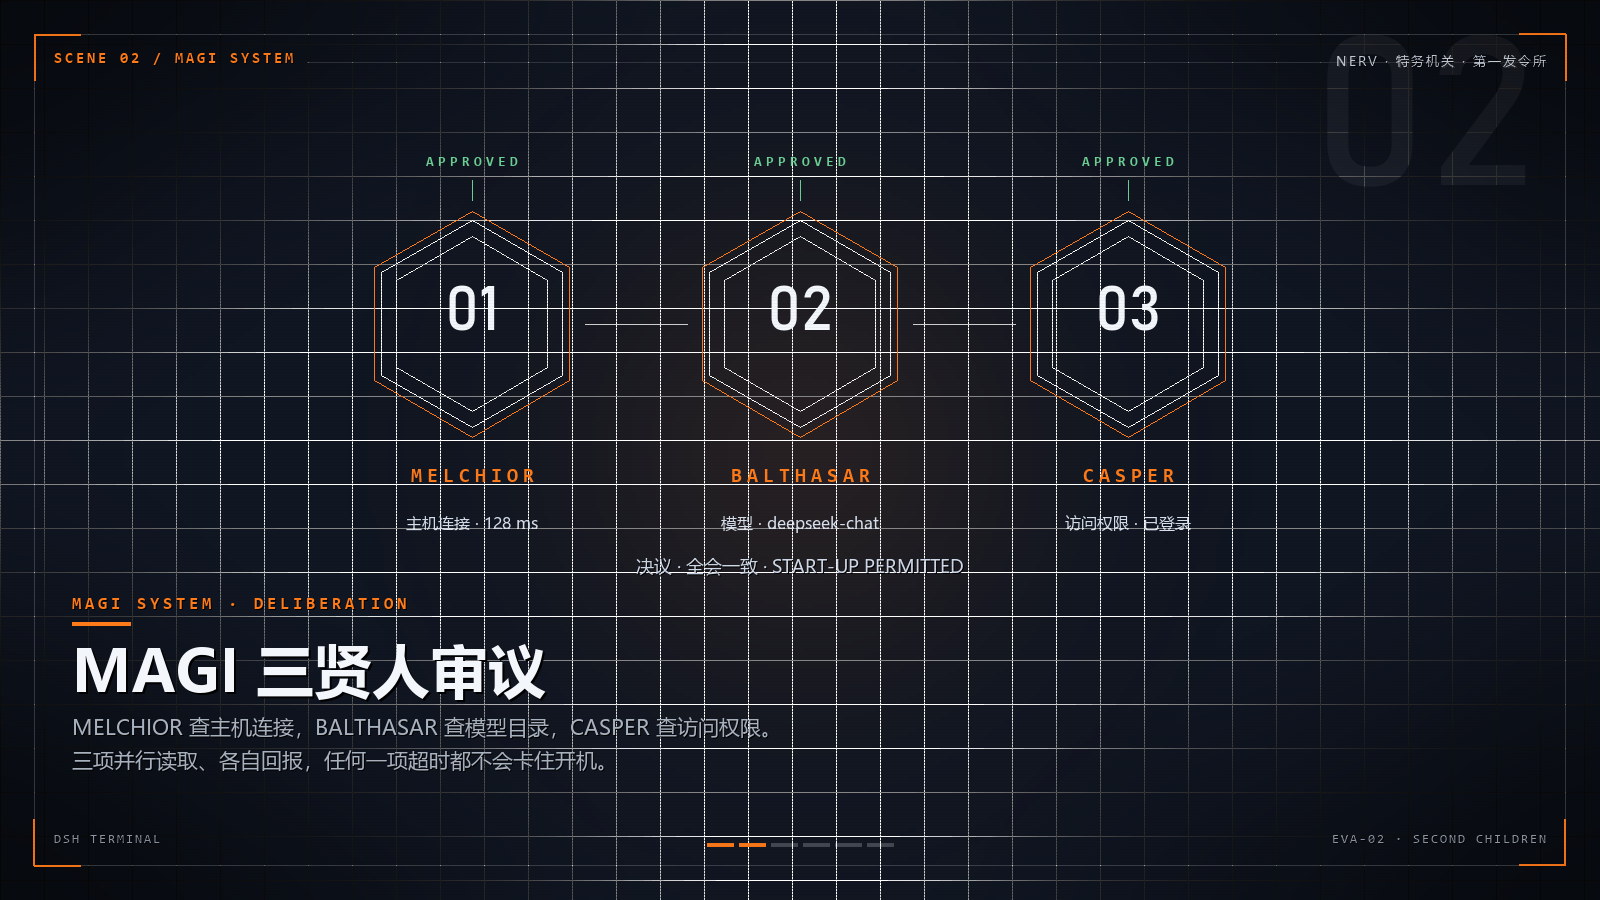 SCENE 02 / MAGI SYSTEM
NERV · 特务机关 · 第一发令所
02
APPROVED
APPROVED
APPROVED
01
02
03
MELCHIOR
BALTHASAR
CASPER
主机连接 · 128 ms
模型 · deepseek-chat
访问权限 · 已登录
决议 · 全会一致 · START-UP PERMITTED
MAGI SYSTEM · DELIBERATION
MAGI 三贤人审议
MELCHIOR 查主机连接，BALTHASAR 查模型目录，CASPER 查访问权限。
三项并行读取、各自回报，任何一项超时都不会卡住开机。
DSH TERMINAL
EVA-02 · SECOND CHILDREN